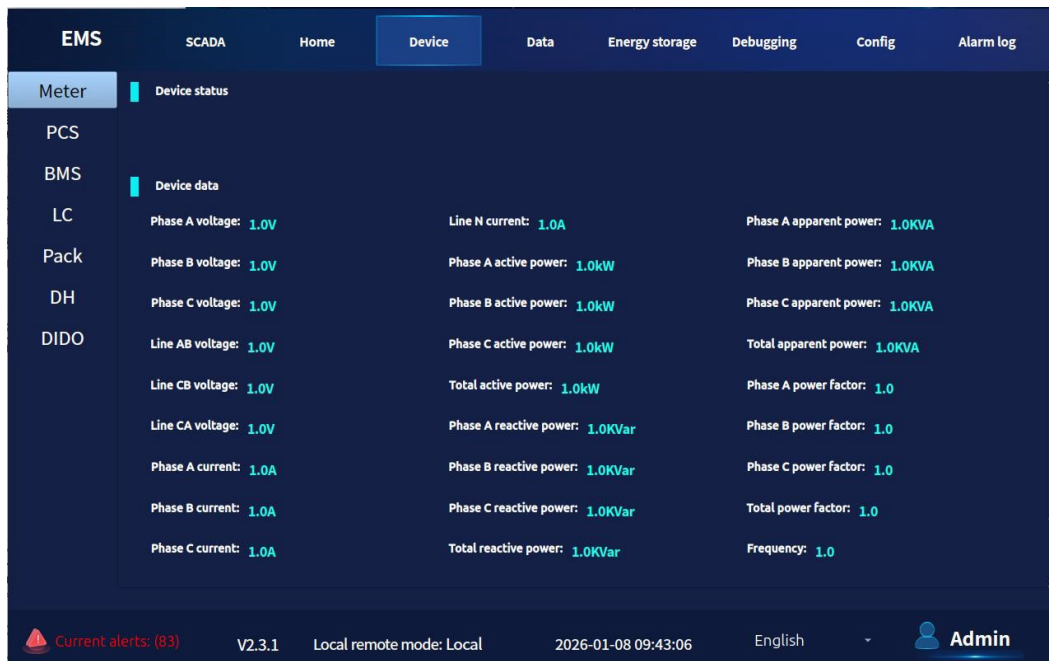 EMS SCADA Home Device Data Energy storage Debugging Config Alarm log
Meter
PCS
BMS
LC
Pack
DH
DIDO
Device status
Device data
Phase A voltage: 1.0V
Phase B voltage: 1.0V
Phase C voltage: 1.0V
Line AB voltage: 1.0V
Line CB voltage: 1.0V
Line CA voltage: 1.0V
Phase A current: 1.0A
Phase B current: 1.0A
Phase C current: 1.0A
Line N current: 1.0A
Phase A active power: 1.0kW
Phase B active power: 1.0kW
Phase C active power: 1.0kW
Total active power: 1.0kW
Phase A reactive power: 1.0KVar
Phase B reactive power: 1.0KVar
Phase C reactive power: 1.0KVar
Total reactive power: 1.0KVar
Phase A apparent power: 1.0KVA
Phase B apparent power: 1.0KVA
Phase C apparent power: 1.0KVA
Total apparent power: 1.0KVA
Phase A power factor: 1.0
Phase B power factor: 1.0
Phase C power factor: 1.0
Total power factor: 1.0
Frequency: 1.0
Current alerts: (83) V2.3.1 Local remote mode: Local 2026-01-08 09:43:06 English Admin